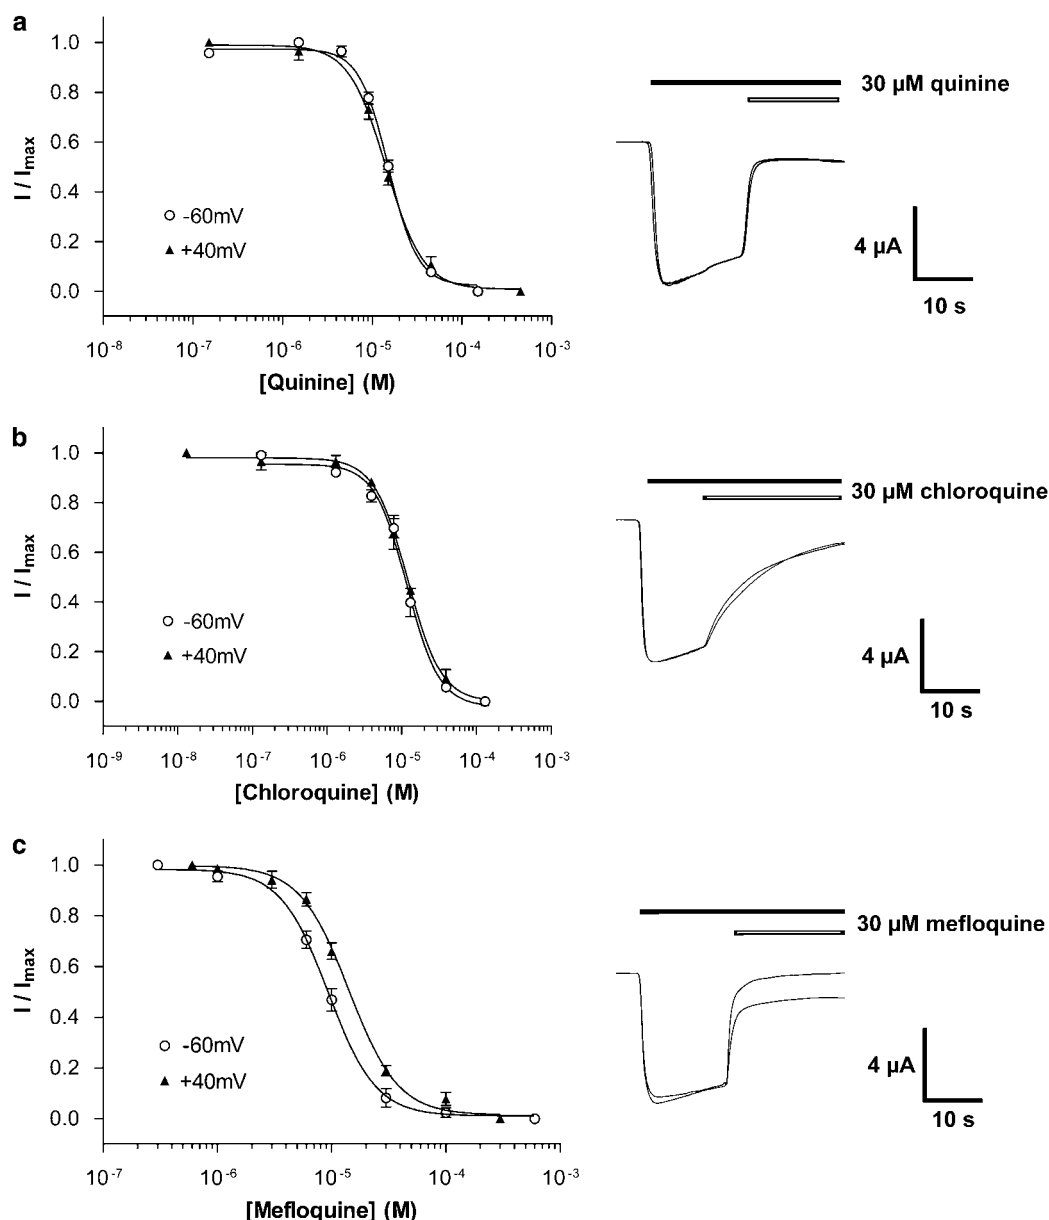 a
1.0
0.8
0.6
0.4
0.2
0.0
I / Imax
-60mV
+40mV
10-8 10-7 10-6 10-5 10-4 10-3
[Quinine] (M)
30 µM quinine
4 µA
10 s
b
1.0
0.8
0.6
0.4
0.2
0.0
I / Imax
-60mV
+40mV
10-9 10-8 10-7 10-6 10-5 10-4 10-3
[Chloroquine] (M)
30 µM chloroquine
4 µA
10 s
c
1.0
0.8
0.6
0.4
0.2
0.0
I / Imax
-60mV
+40mV
10-7 10-6 10-5 10-4 10-3
[Mefloquine] (M)
30 µM mefloquine
4 µA
10 s